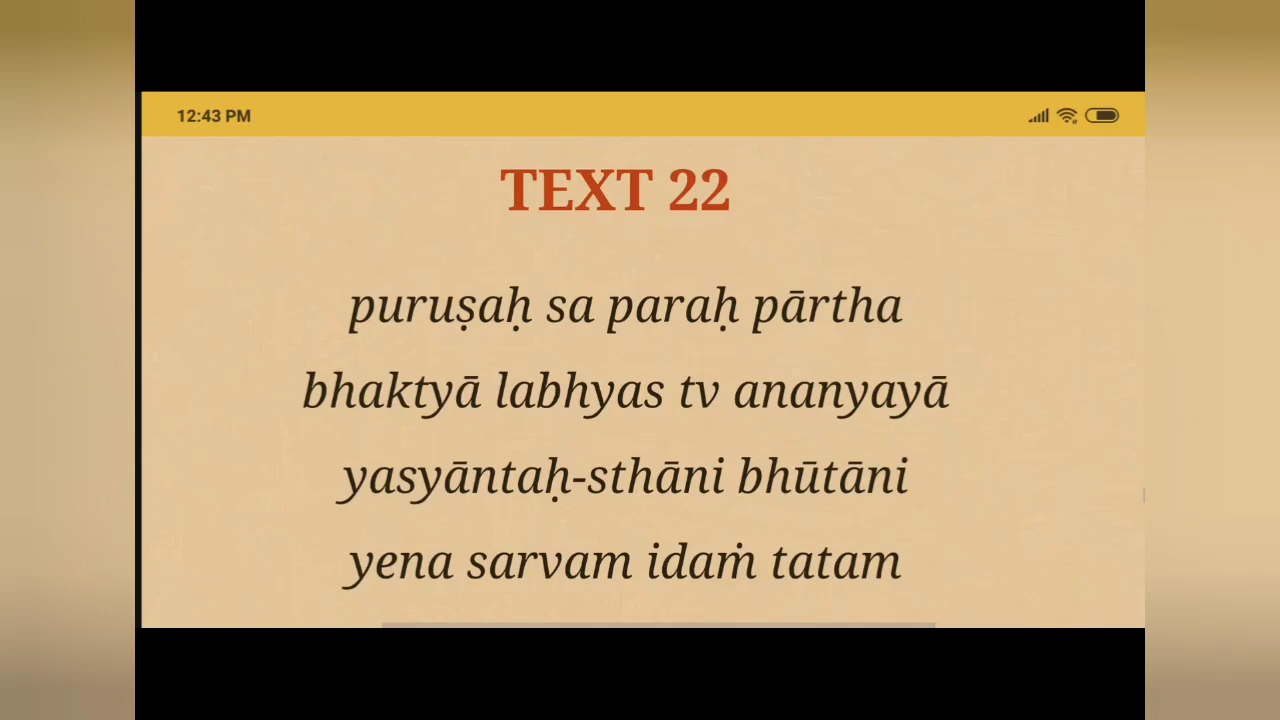 12:43 PM
TEXT 22
puruṣaḥ sa paraḥ pārtha
bhaktyā labhyas tv ananyayā
yasyāntaḥ-sthāni bhūtāni
yena sarvam idaṁ tatam